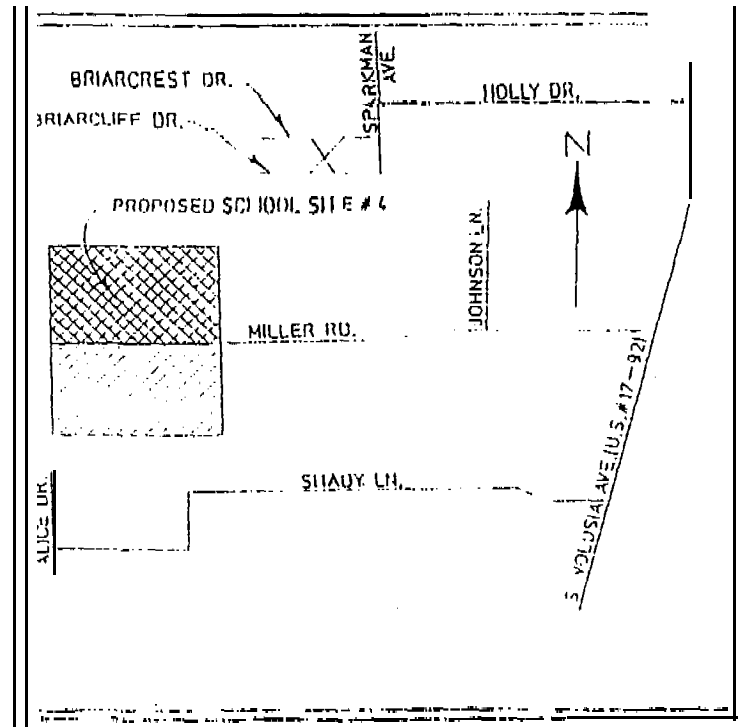 SPARKMAN
AVE.
BRIARCREST DR.
HOLLY DR.
BRIARCLIFF DR.
N
PROPOSED SCHOOL SITE #4
JOHNSON LN.
MILLER RD.
S VOLUSIA AVE.(U.S.#17-92)
SHADY LN.
ALICE DR.